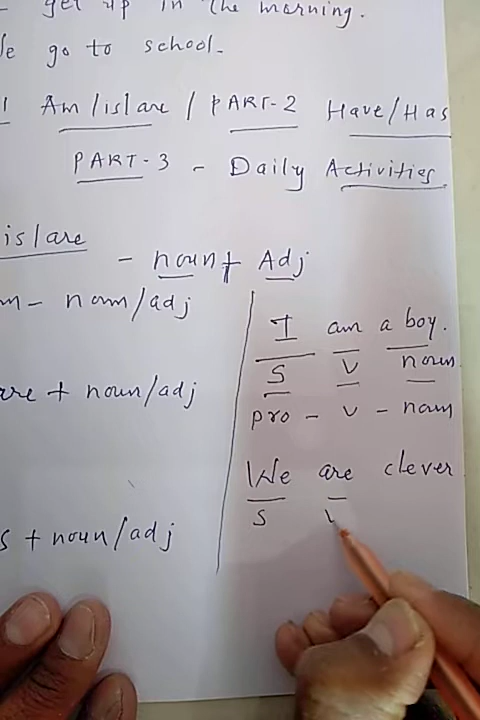 get up in the morning.
We go to school.
1 Am/is/are / PART-2 Have/Has
PART-3 - Daily Activities
is/are - noun + Adj
m - noun/adj
are + noun/adj
s + noun/adj
I am a boy.
S V noun
pro - v - noun
We are clever
S V